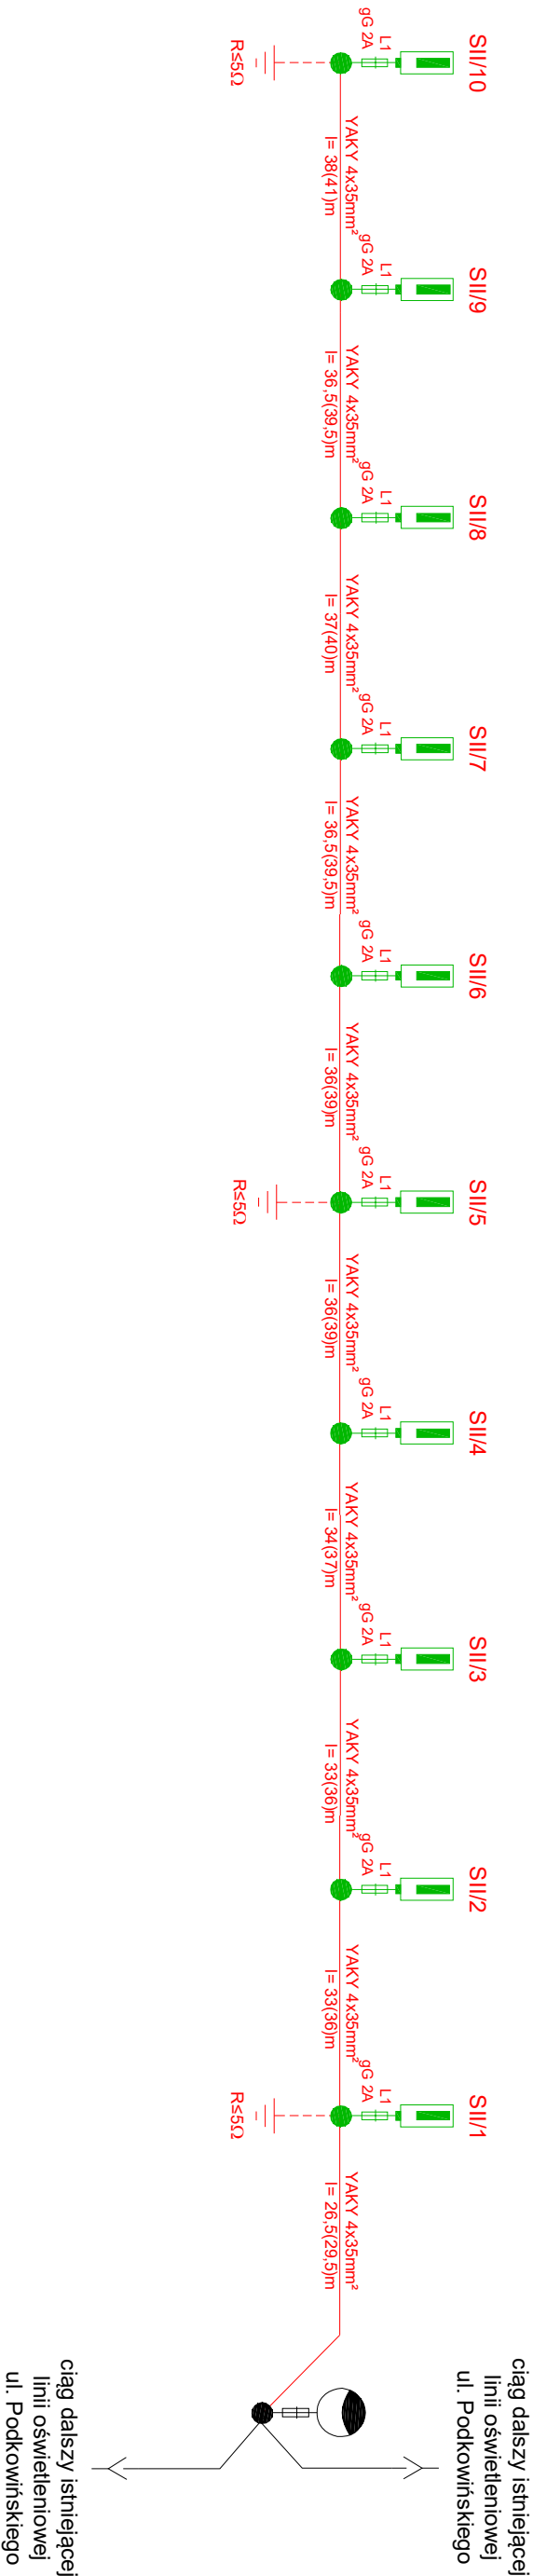 SII/10
L1
gG 2A
R≤5Ω
YAKY 4x35mm²
l= 38(41)m
SII/9
L1
gG 2A
YAKY 4x35mm²
l= 36,5(39,5)m
SII/8
L1
gG 2A
YAKY 4x35mm²
l= 37(40)m
SII/7
L1
gG 2A
YAKY 4x35mm²
l= 36,5(39,5)m
SII/6
L1
gG 2A
YAKY 4x35mm²
l= 36(39)m
SII/5
L1
gG 2A
R≤5Ω
YAKY 4x35mm²
l= 36(39)m
SII/4
L1
gG 2A
YAKY 4x35mm²
l= 34(37)m
SII/3
L1
gG 2A
YAKY 4x35mm²
l= 33(36)m
SII/2
L1
gG 2A
YAKY 4x35mm²
l= 33(36)m
SII/1
L1
gG 2A
R≤5Ω
YAKY 4x35mm²
l= 26,5(29,5)m
ciąg dalszy istniejącej
linii oświetleniowej
ul. Podkowińskiego
ciąg dalszy istniejącej
linii oświetleniowej
ul. Podkowińskiego